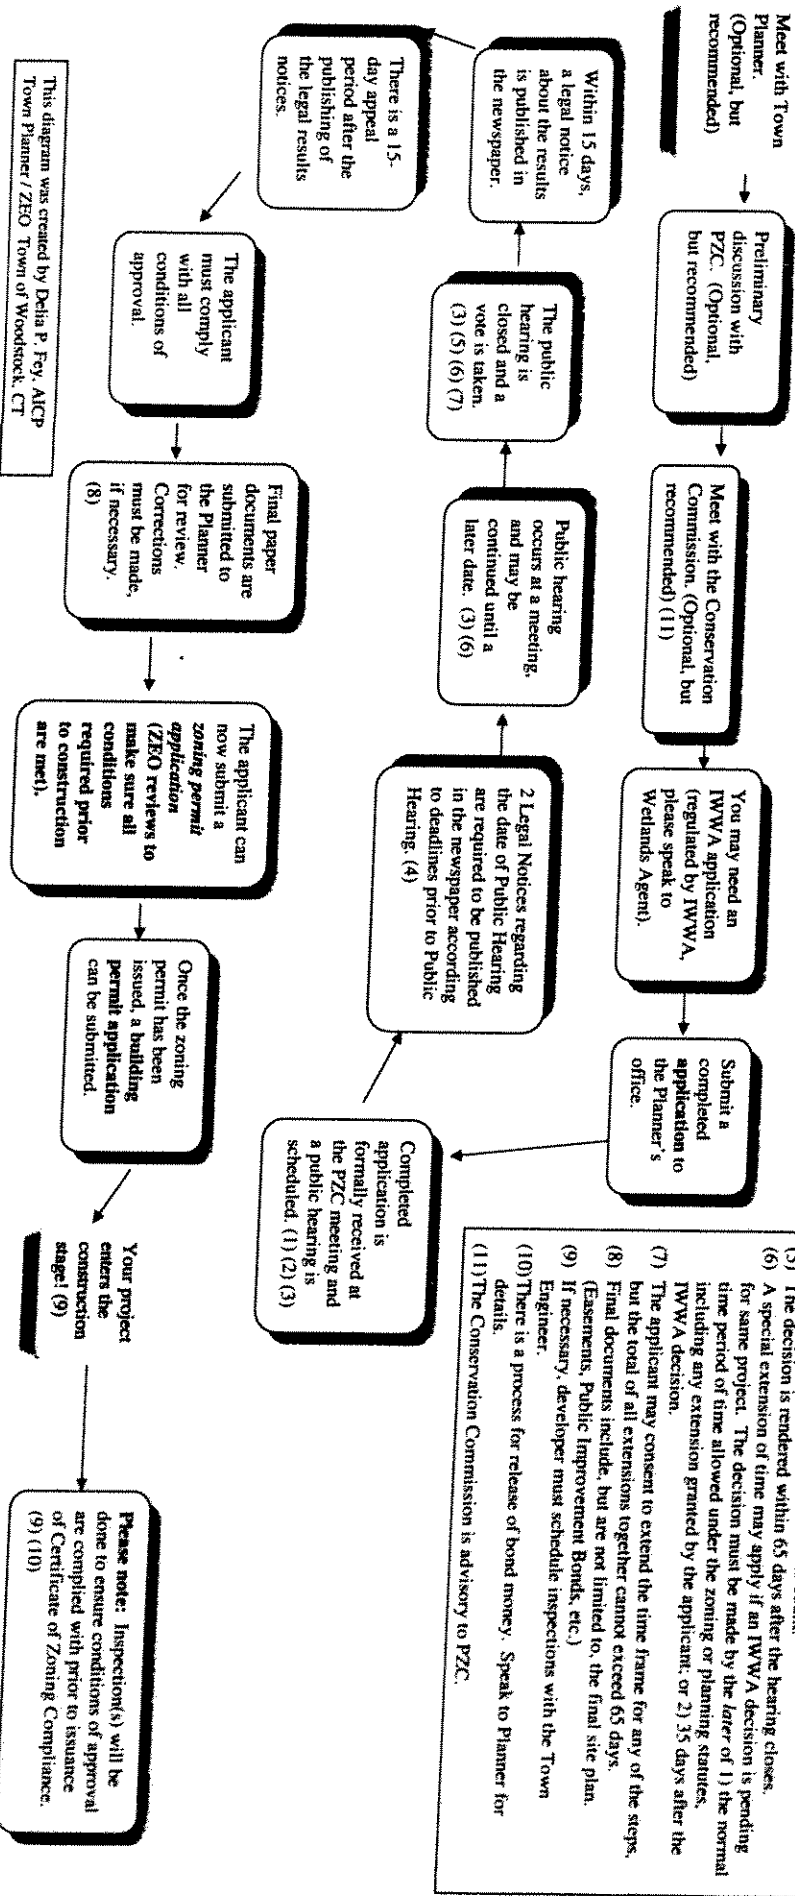 Meet with Town
Planner.
(Optional, but
recommended)
Preliminary
discussion with
PZC. (Optional,
but recommended)
Meet with the Conservation
Commission. (Optional, but
recommended) (11)
You may need an
IWWA application
(regulated by IWWA,
please speak to
Wetlands Agent).
Submit a
completed
application to
the Planner's
office.
Completed
application is
formally received at
the PZC meeting and
a public hearing is
scheduled. (1) (2) (3)
2 Legal Notices regarding
the date of Public Hearing
are required to be published
in the newspaper according
to deadlines prior to Public
Hearing. (4)
Public hearing
occurs at a meeting,
and may be
continued until a
later date. (3) (6)
The public
hearing is
closed and a
vote is taken.
(3) (5) (6) (7)
Within 15 days,
a legal notice
about the results
is published in
the newspaper.
There is a 15-
day appeal
period after the
publishing of
the legal results
notices.
The applicant
must comply
with all
conditions of
approval.
Final paper
documents are
submitted to
the Planner
for review.
Corrections
must be made,
if necessary.
(8)
The applicant can
now submit a
zoning permit
application
(ZEO reviews to
make sure all
conditions
required prior
to construction
are met).
Once the zoning
permit has been
issued, a building
permit application
can be submitted.
Your project
enters the
construction
stage! (9)
Please note: Inspection(s) will be
done to ensure conditions of approval
are complied with prior to issuance
of Certificate of Zoning Compliance.
(9) (10)
(5) The decision is rendered within 65 days after the hearing closes.
(6) A special extension of time may apply if an IWWA decision is pending
for same project. The decision must be made by the later of 1) the normal
time period of time allowed under the zoning or planning statutes,
including any extension granted by the applicant; or 2) 35 days after the
IWWA decision.
(7) The applicant may consent to extend the time frame for any of the steps,
but the total of all extensions together cannot exceed 65 days.
(8) Final documents include, but are not limited to, the final site plan.
(Easements, Public Improvement Bonds, etc.)
(9) If necessary, developer must schedule inspections with the Town
Engineer.
(10) There is a process for release of bond money. Speak to Planner for
details.
(11) The Conservation Commission is advisory to PZC.
This diagram was created by Delia P. Fey, AICP
Town Planner / ZEO Town of Woodstock, CT